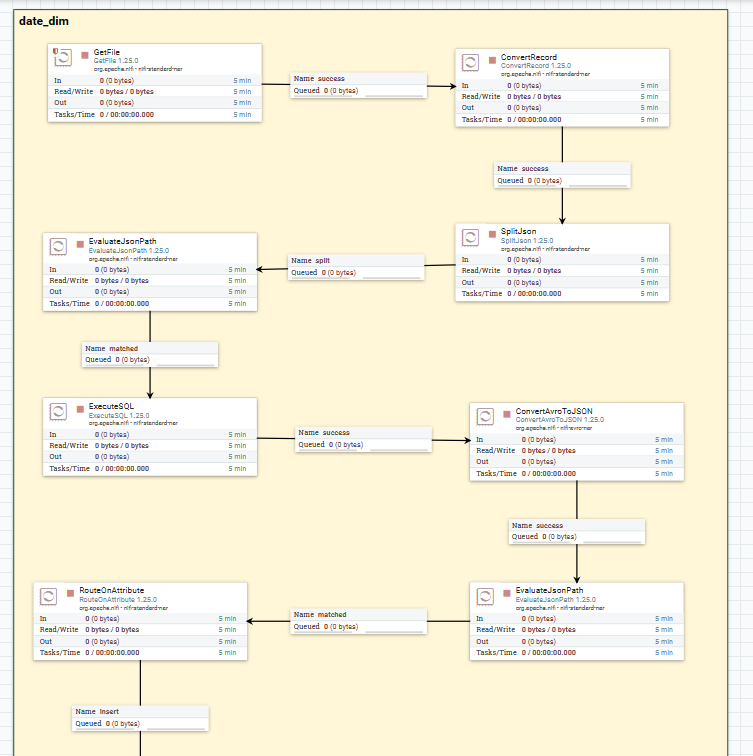 date_dim
GetFile
GetFile 1.25.0
org.apache.nifi - nifi-standard-nar
In 0 (0 bytes) 5 min
Read/Write 0 bytes / 0 bytes 5 min
Out 0 (0 bytes) 5 min
Tasks/Time 0 / 00:00:00.000 5 min
Name success
Queued 0 (0 bytes)
ConvertRecord
ConvertRecord 1.25.0
org.apache.nifi - nifi-standard-nar
In 0 (0 bytes) 5 min
Read/Write 0 bytes / 0 bytes 5 min
Out 0 (0 bytes) 5 min
Tasks/Time 0 / 00:00:00.000 5 min
Name success
Queued 0 (0 bytes)
SplitJson
SplitJson 1.25.0
org.apache.nifi - nifi-standard-nar
In 0 (0 bytes) 5 min
Read/Write 0 bytes / 0 bytes 5 min
Out 0 (0 bytes) 5 min
Tasks/Time 0 / 00:00:00.000 5 min
Name split
Queued 0 (0 bytes)
EvaluateJsonPath
EvaluateJsonPath 1.25.0
org.apache.nifi - nifi-standard-nar
In 0 (0 bytes) 5 min
Read/Write 0 bytes / 0 bytes 5 min
Out 0 (0 bytes) 5 min
Tasks/Time 0 / 00:00:00.000 5 min
Name matched
Queued 0 (0 bytes)
ExecuteSQL
ExecuteSQL 1.25.0
org.apache.nifi - nifi-standard-nar
In 0 (0 bytes) 5 min
Read/Write 0 bytes / 0 bytes 5 min
Out 0 (0 bytes) 5 min
Tasks/Time 0 / 00:00:00.000 5 min
Name success
Queued 0 (0 bytes)
ConvertAvroToJSON
ConvertAvroToJSON 1.25.0
org.apache.nifi - nifi-avro-nar
In 0 (0 bytes) 5 min
Read/Write 0 bytes / 0 bytes 5 min
Out 0 (0 bytes) 5 min
Tasks/Time 0 / 00:00:00.000 5 min
Name success
Queued 0 (0 bytes)
EvaluateJsonPath
EvaluateJsonPath 1.25.0
org.apache.nifi - nifi-standard-nar
In 0 (0 bytes) 5 min
Read/Write 0 bytes / 0 bytes 5 min
Out 0 (0 bytes) 5 min
Tasks/Time 0 / 00:00:00.000 5 min
Name matched
Queued 0 (0 bytes)
RouteOnAttribute
RouteOnAttribute 1.25.0
org.apache.nifi - nifi-standard-nar
In 0 (0 bytes) 5 min
Read/Write 0 bytes / 0 bytes 5 min
Out 0 (0 bytes) 5 min
Tasks/Time 0 / 00:00:00.000 5 min
Name Insert
Queued 0 (0 bytes)